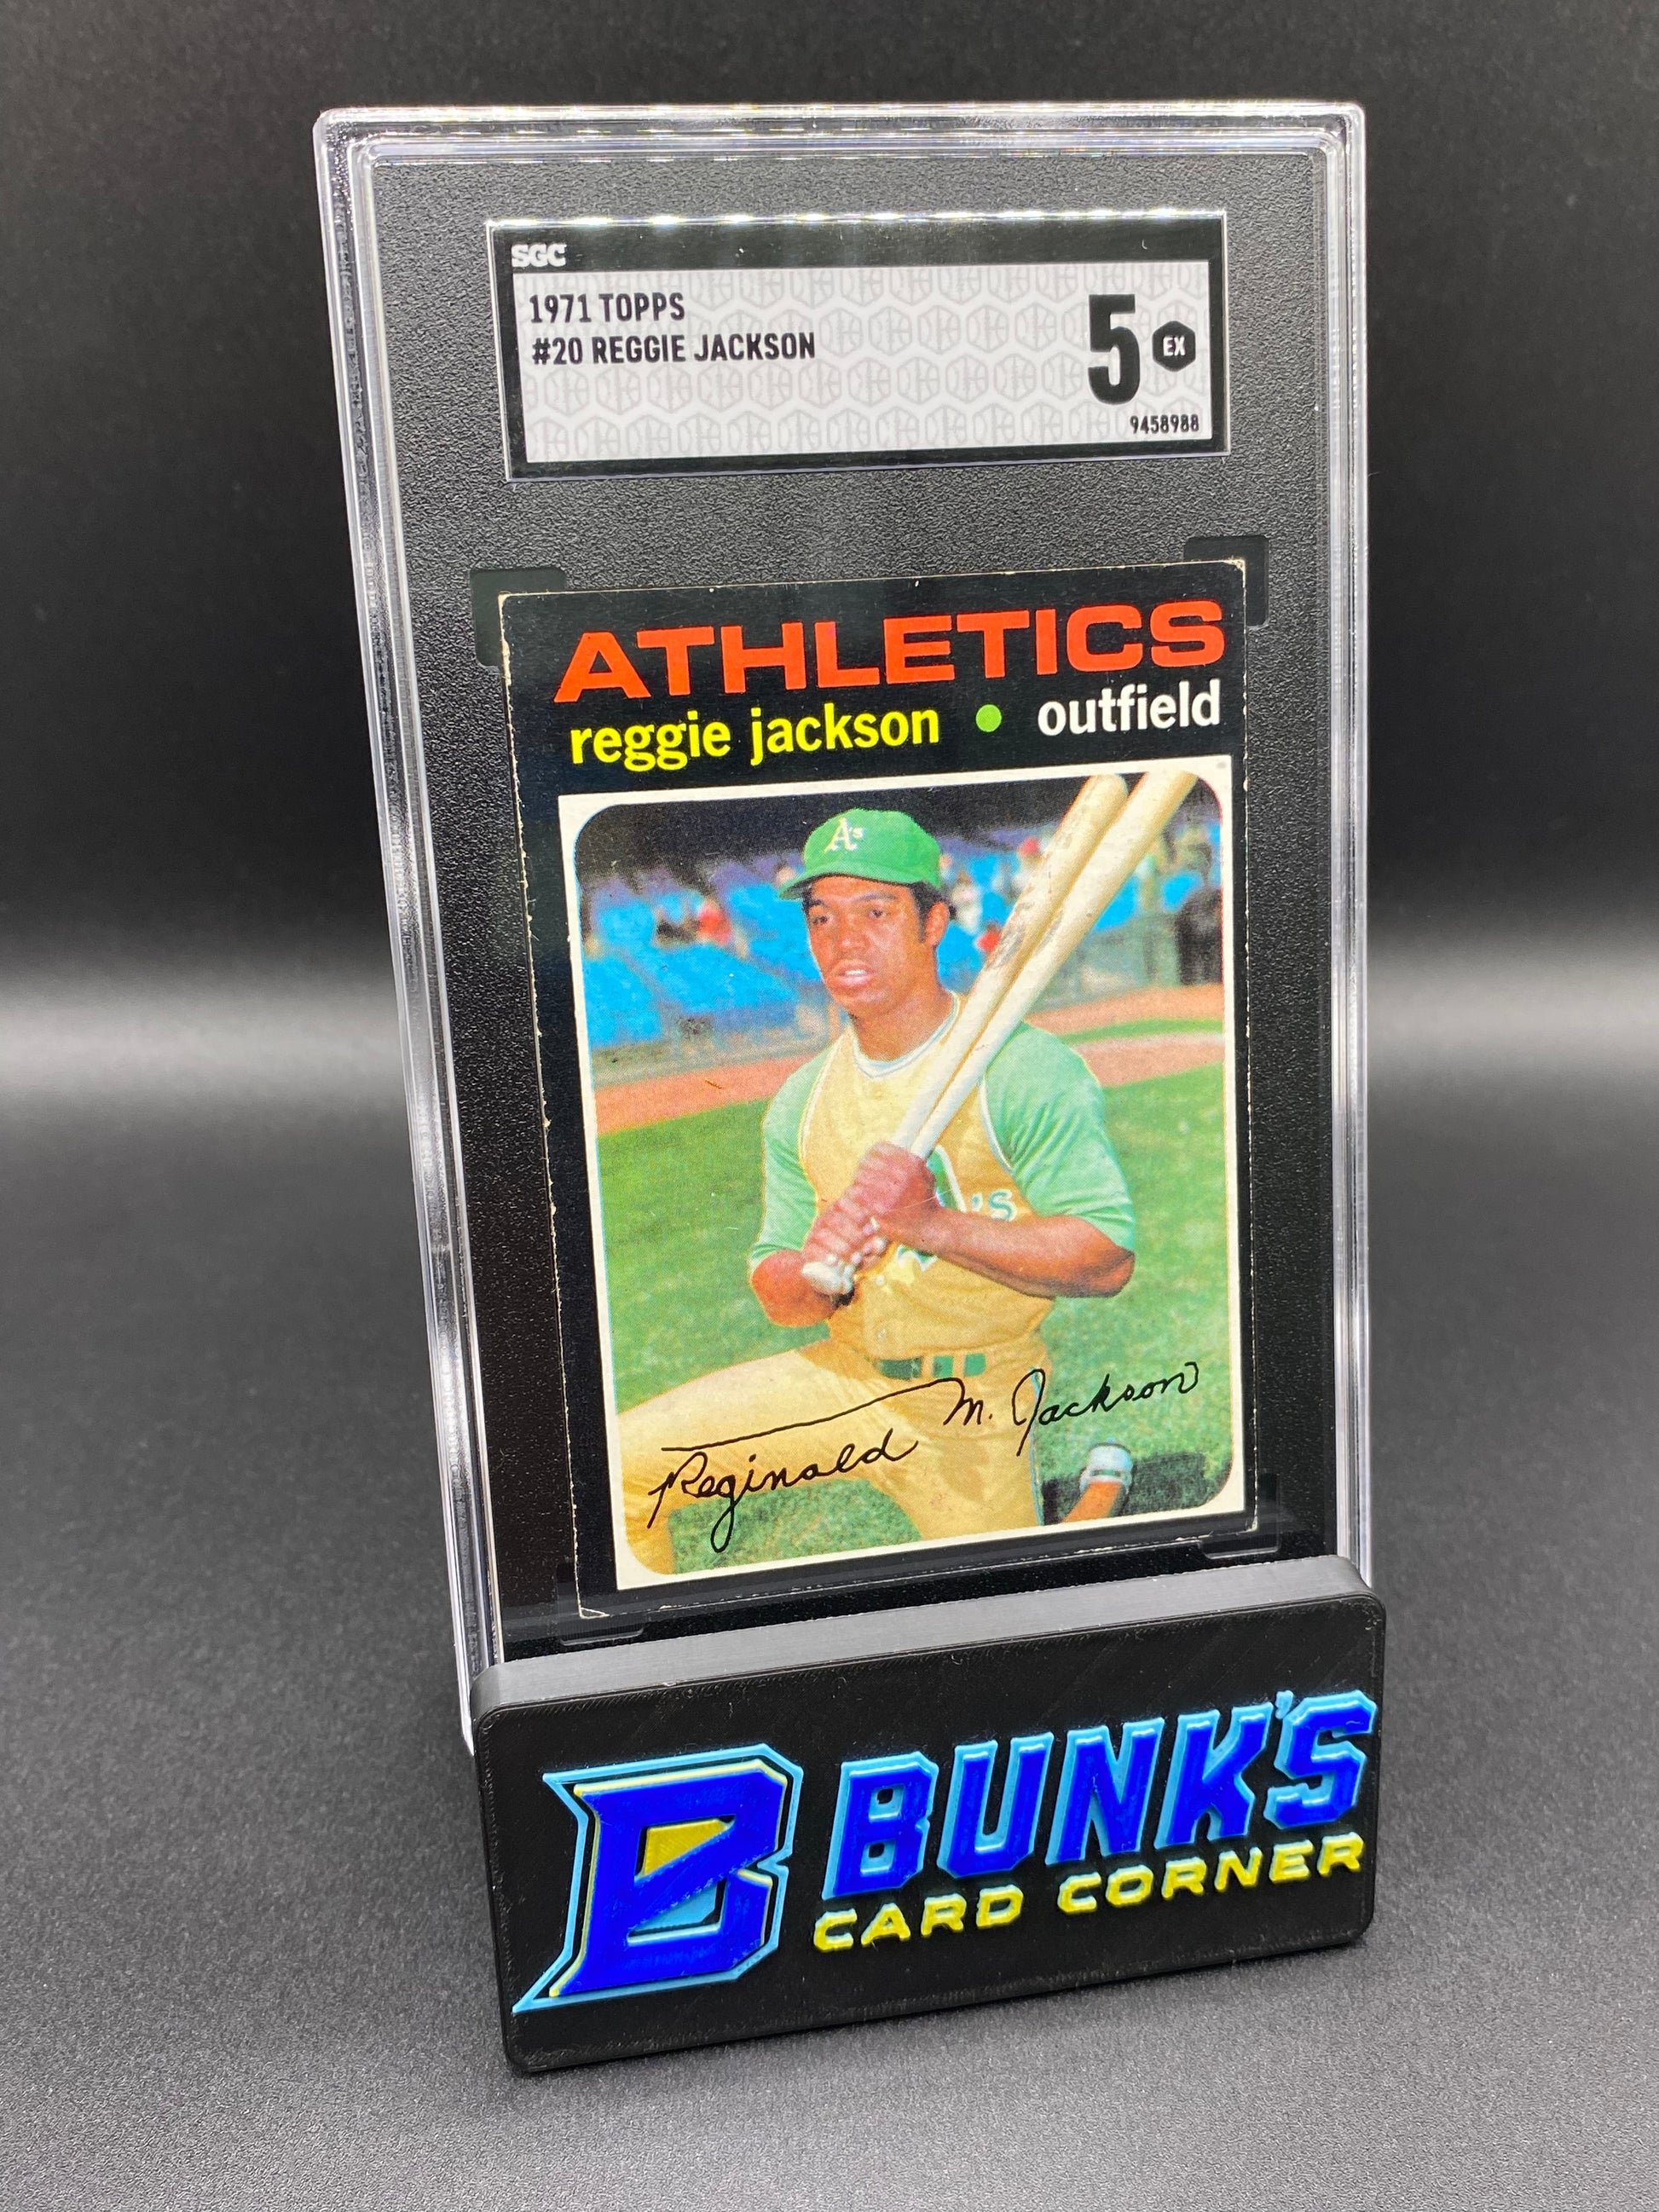 SGC
1971 TOPPS
#20 REGGIE JACKSON
5 EX
9458988
ATHLETICS
reggie jackson • outfield
A's
's
Reginald M. Jackson
B BUNK'S
CARD CORNER